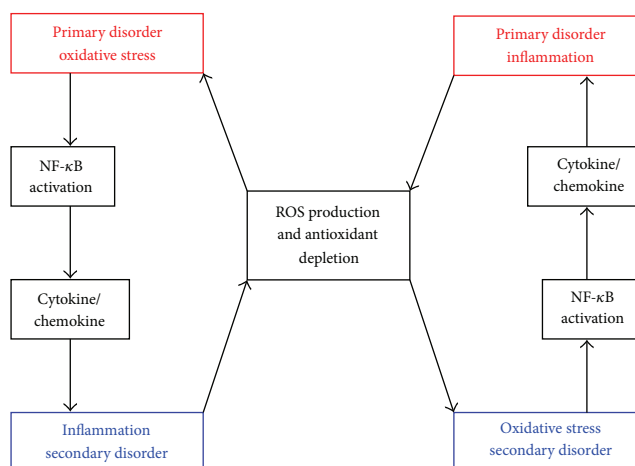 Primary disorder
oxidative stress
Primary disorder
inflammation
NF-κB
activation
Cytokine/
chemokine
ROS production
and antioxidant
depletion
Cytokine/
chemokine
NF-κB
activation
Inflammation
secondary disorder
Oxidative stress
secondary disorder